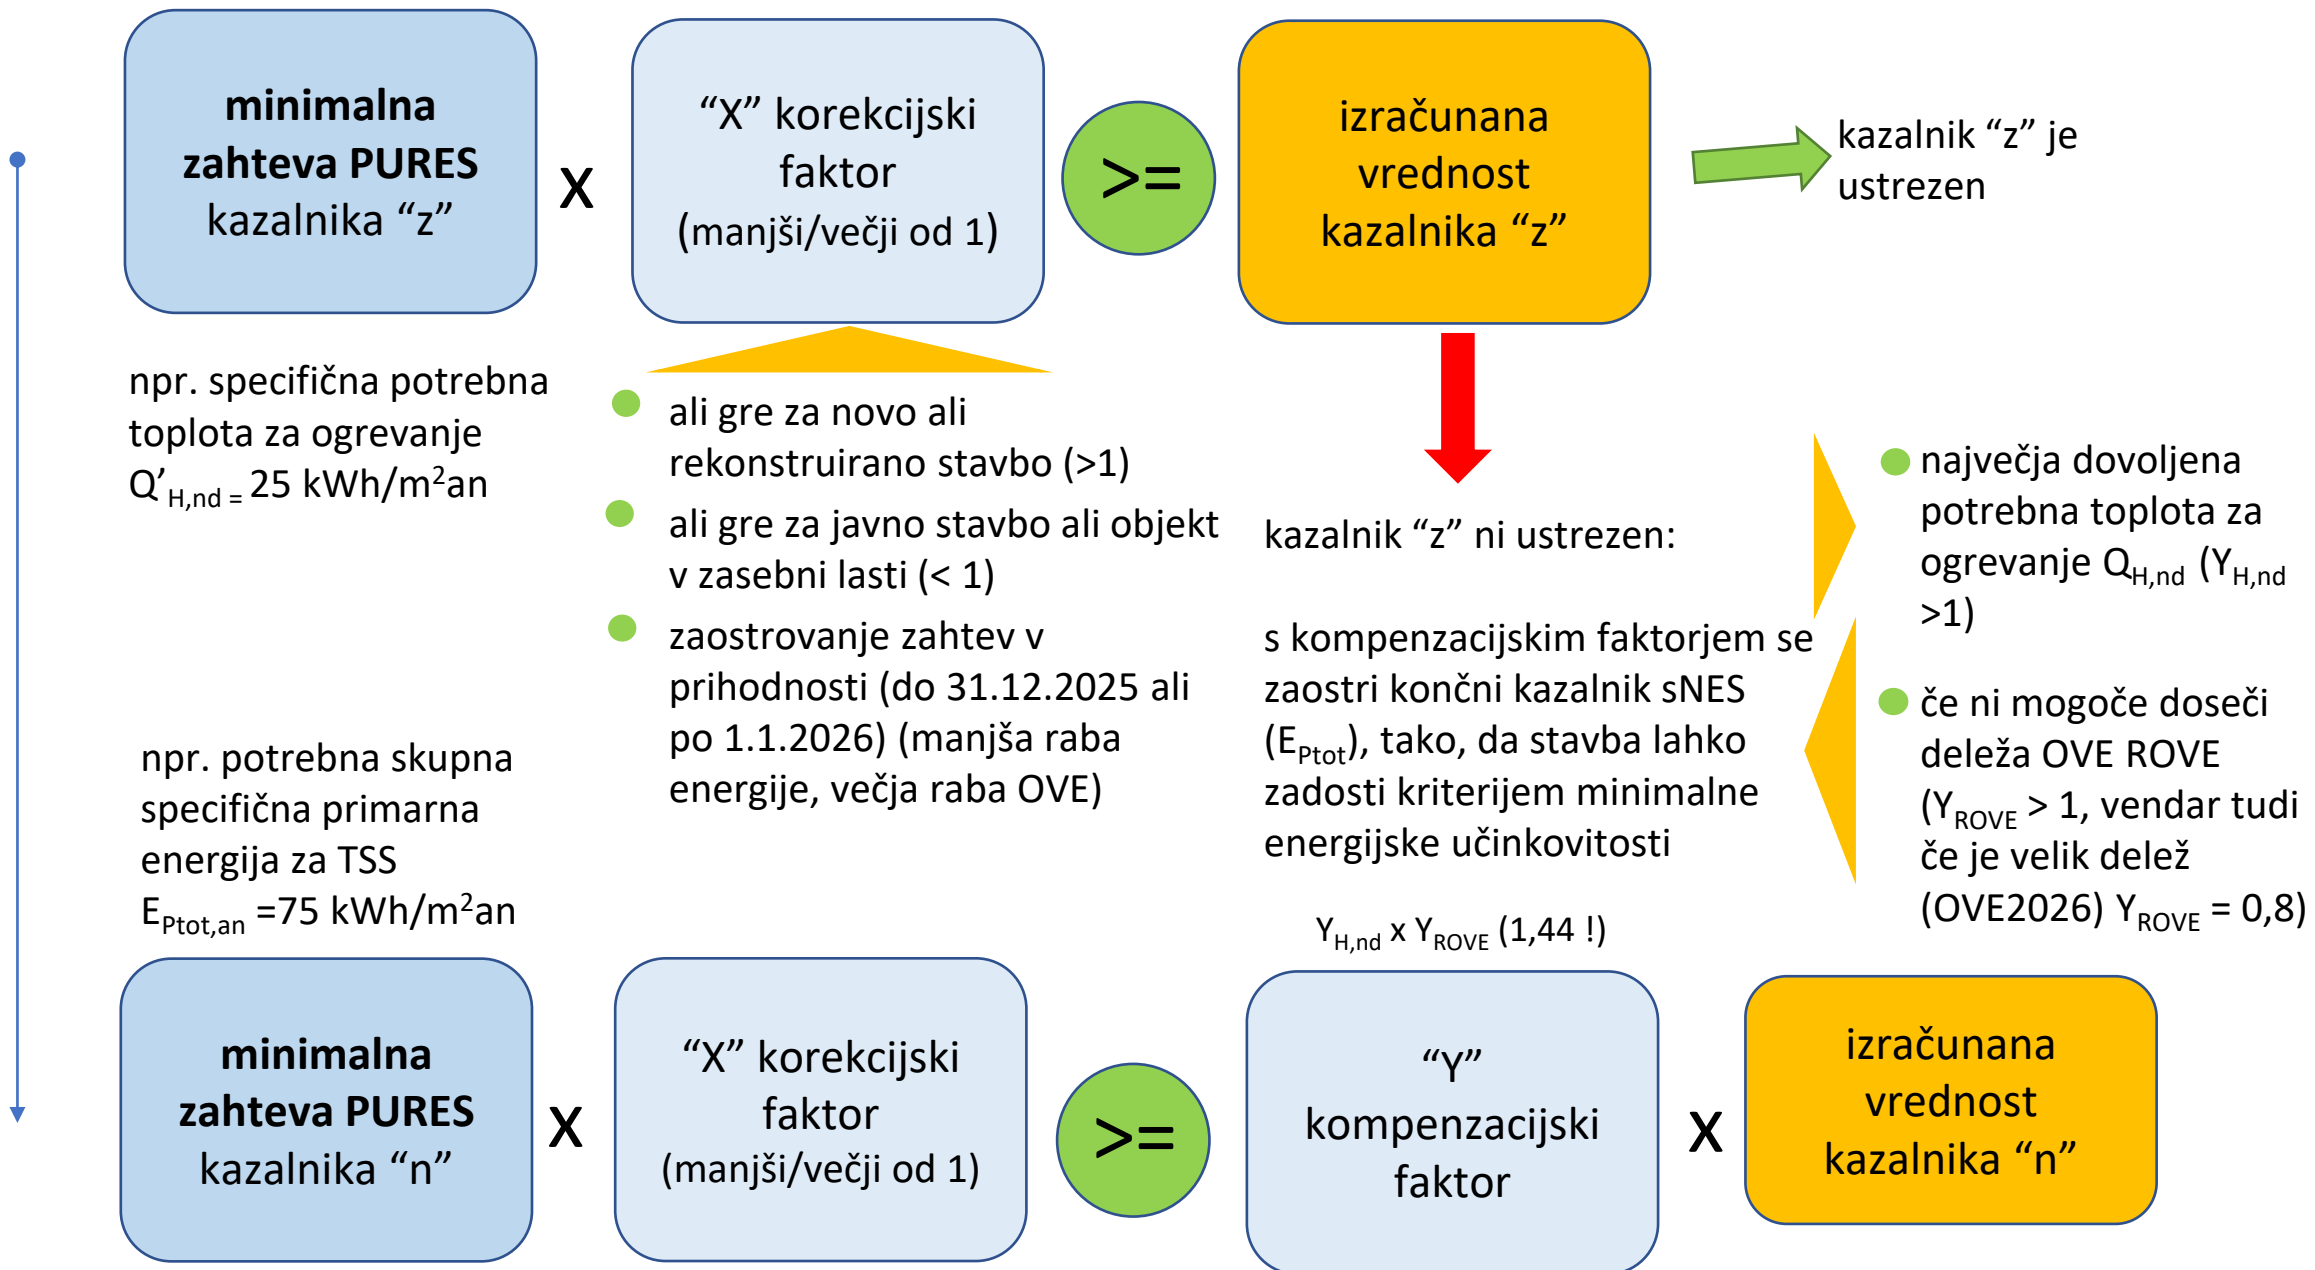 minimalna
zahteva PURES
kazalnika “z”
x
“X” korekcijski
faktor
(manjši/večji od 1)
>=
izračunana
vrednost
kazalnika “z”
kazalnik “z” je
ustrezen
npr. specifična potrebna
toplota za ogrevanje
Q’H,nd = 25 kWh/m²an
ali gre za novo ali
rekonstruirano stavbo (>1)
ali gre za javno stavbo ali objekt
v zasebni lasti (< 1)
zaostrovanje zahtev v
prihodnosti (do 31.12.2025 ali
po 1.1.2026) (manjša raba
energije, večja raba OVE)
kazalnik “z” ni ustrezen:
s kompenzacijskim faktorjem se
zaostri končni kazalnik sNES
(EPtot), tako, da stavba lahko
zadosti kriterijem minimalne
energijske učinkovitosti
največja dovoljena
potrebna toplota za
ogrevanje QH,nd (YH,nd
>1)
če ni mogoče doseči
deleža OVE ROVE
(YROVE > 1, vendar tudi
če je velik delež
(OVE2026) YROVE = 0,8)
npr. potrebna skupna
specifična primarna
energija za TSS
EPtot,an =75 kWh/m²an
YH,nd x YROVE (1,44 !)
minimalna
zahteva PURES
kazalnika “n”
x
“X” korekcijski
faktor
(manjši/večji od 1)
>=
“Y”
kompenzacijski
faktor
x
izračunana
vrednost
kazalnika “n”